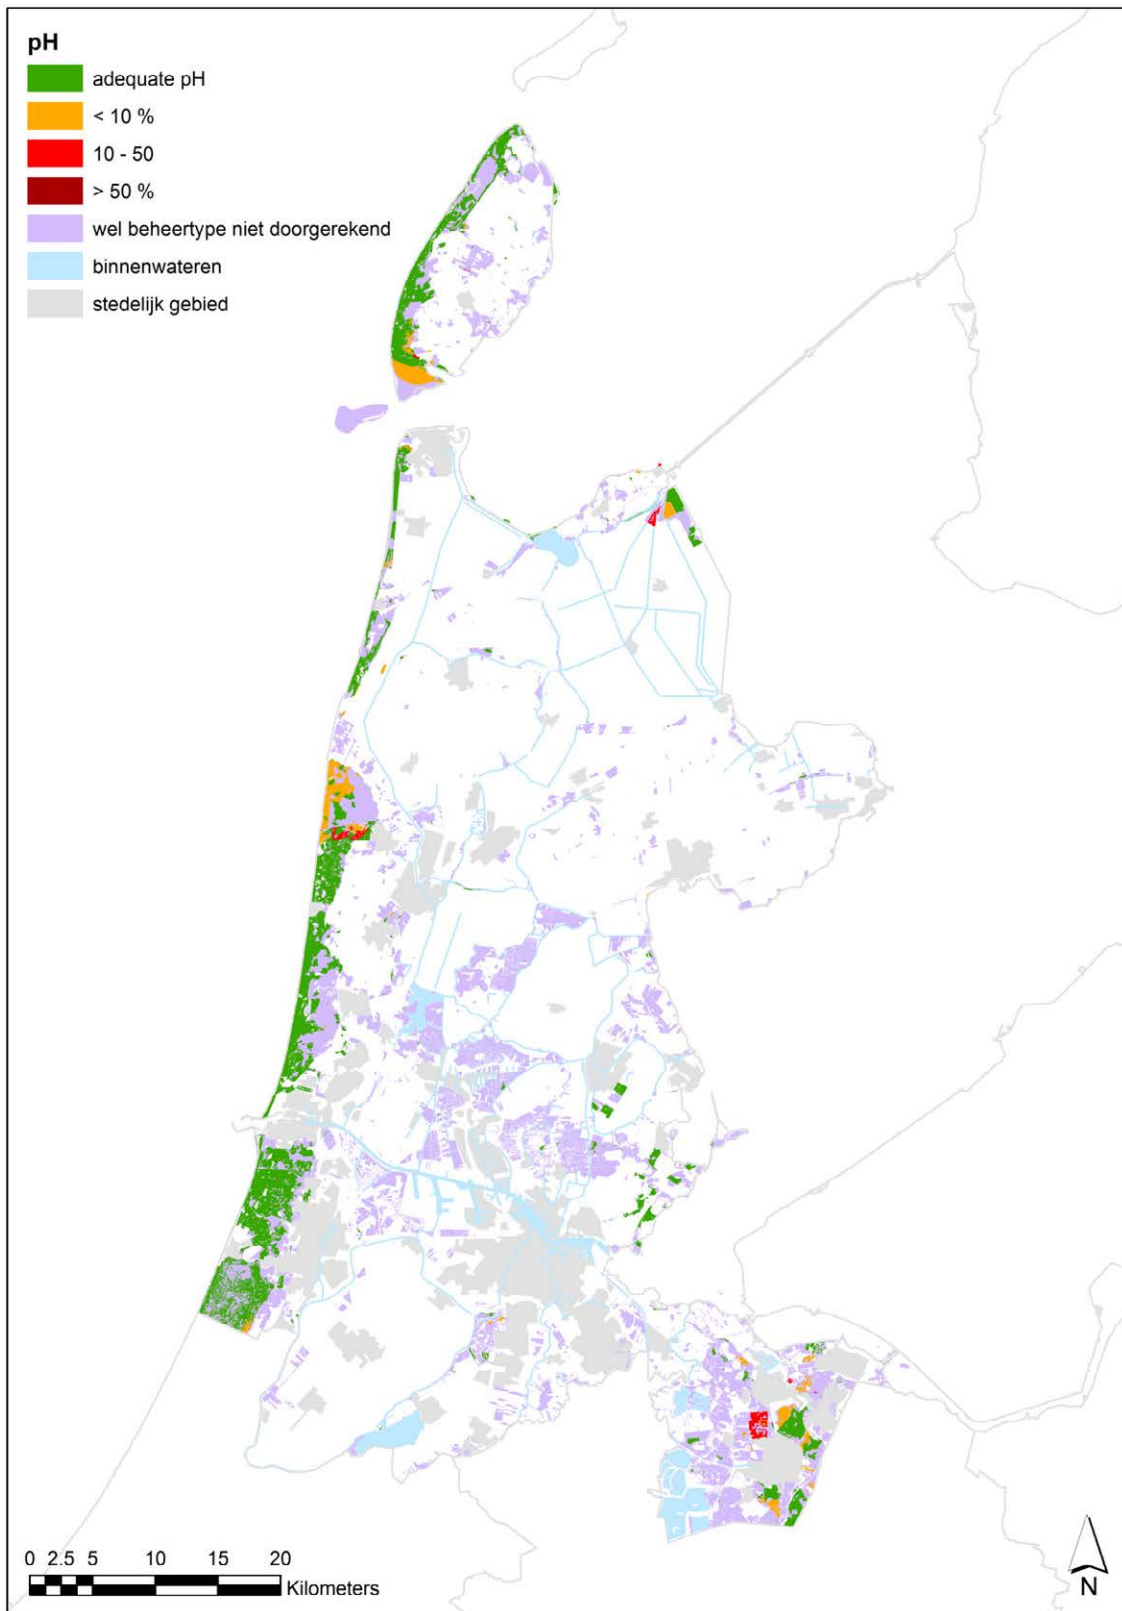 pH
adequate pH
< 10 %
10 - 50
> 50 %
wel beheertype niet doorgerekend
binnenwateren
stedelijk gebied
0 2.5 5 10 15 20
Kilometers
N